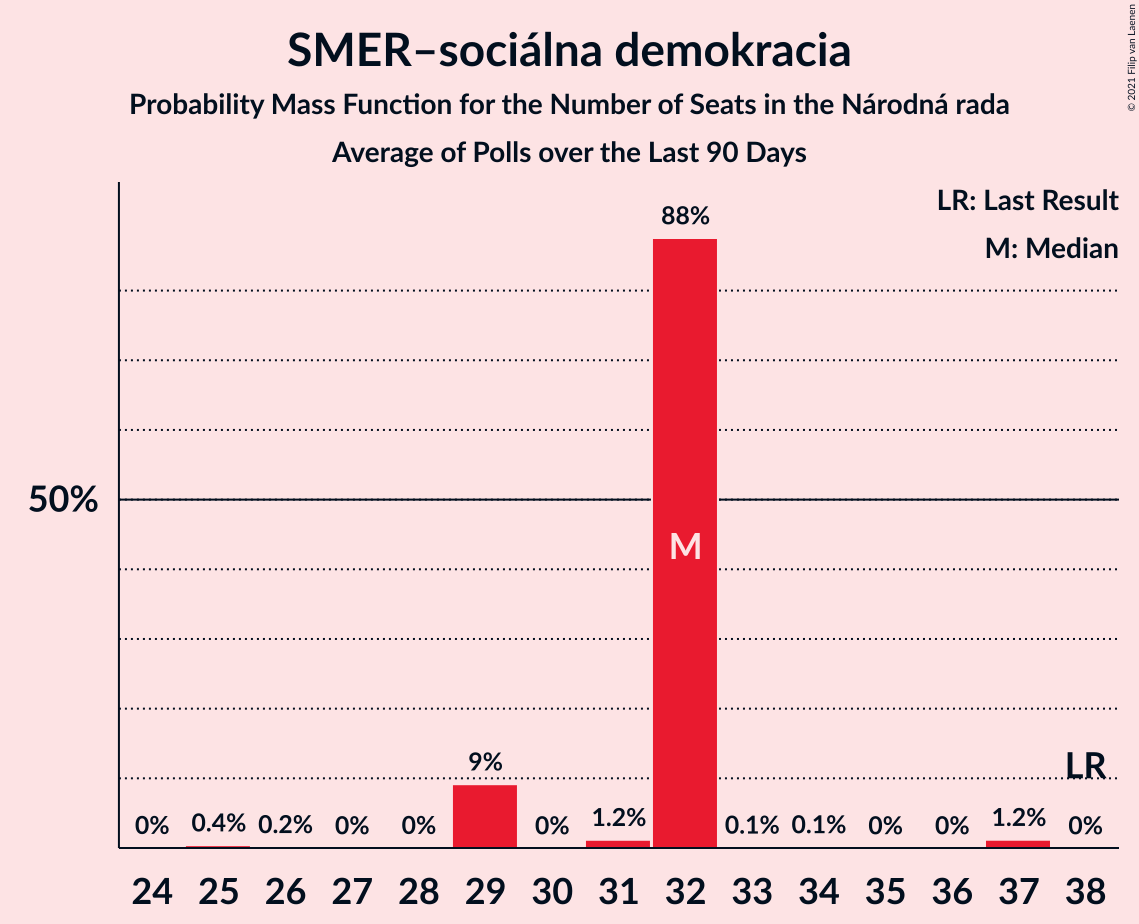 SMER–sociálna demokracia
Probability Mass Function for the Number of Seats in the Národná rada
Average of Polls over the Last 90 Days
© 2021 Filip van Laenen
LR: Last Result
M: Median
50%
0%
0.4%
0.2%
0%
0%
9%
0%
1.2%
88%
M
0.1%
0.1%
0%
0%
1.2%
0%
LR
24 25 26 27 28 29 30 31 32 33 34 35 36 37 38